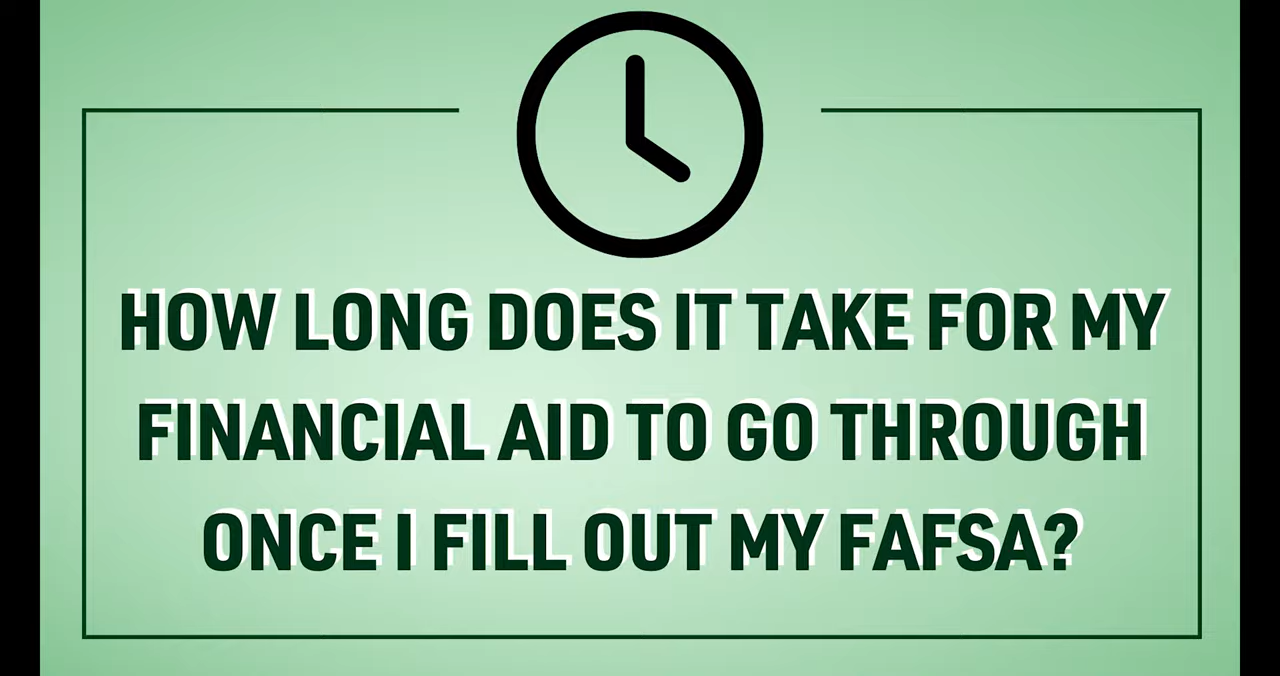 HOW LONG DOES IT TAKE FOR MY
FINANCIAL AID TO GO THROUGH
ONCE I FILL OUT MY FAFSA?